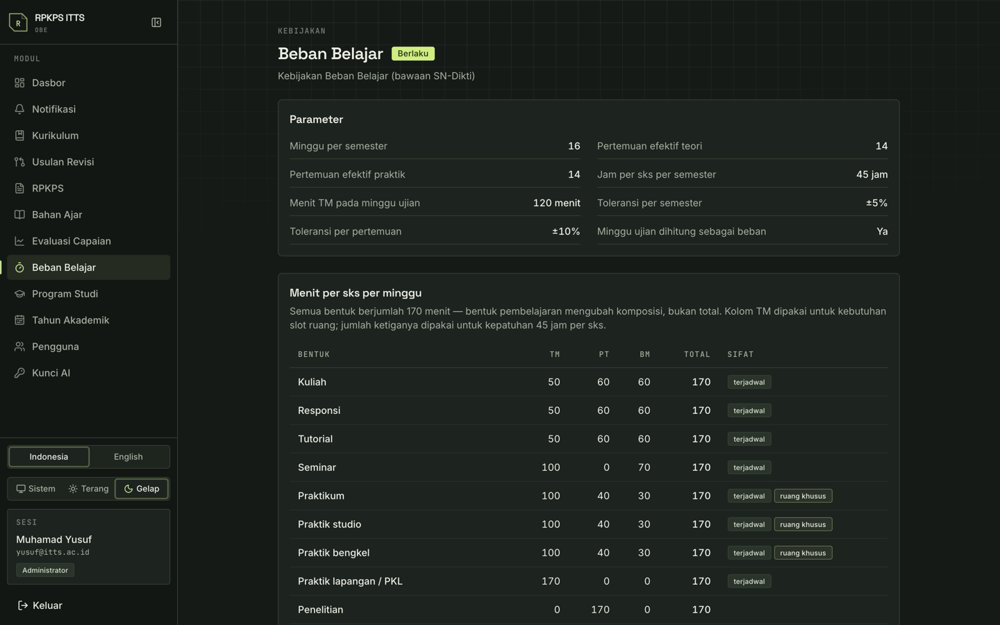 R
RPKPS ITTS
OBE
MODUL
Dasbor
Notifikasi
Kurikulum
Usulan Revisi
RPKPS
Bahan Ajar
Evaluasi Capaian
Beban Belajar
Program Studi
Tahun Akademik
Pengguna
Kunci AI
Indonesia English
Sistem Terang Gelap
SESI
Muhamad Yusuf
yusuf@itts.ac.id
Administrator
Keluar
KEBIJAKAN
Beban Belajar Berlaku
Kebijakan Beban Belajar (bawaan SN-Dikti)
Parameter
Minggu per semester 16 Pertemuan efektif teori 14
Pertemuan efektif praktik 14 Jam per sks per semester 45 jam
Menit TM pada minggu ujian 120 menit Toleransi per semester ±5%
Toleransi per pertemuan ±10% Minggu ujian dihitung sebagai beban Ya
Menit per sks per minggu
Semua bentuk berjumlah 170 menit — bentuk pembelajaran mengubah komposisi, bukan total. Kolom TM dipakai untuk kebutuhan
slot ruang; jumlah ketiganya dipakai untuk kepatuhan 45 jam per sks.
BENTUK TM PT BM TOTAL SIFAT
Kuliah 50 60 60 170 terjadwal
Responsi 50 60 60 170 terjadwal
Tutorial 50 60 60 170 terjadwal
Seminar 100 0 70 170 terjadwal
Praktikum 100 40 30 170 terjadwal ruang khusus
Praktik studio 100 40 30 170 terjadwal ruang khusus
Praktik bengkel 100 40 30 170 terjadwal ruang khusus
Praktik lapangan / PKL 170 0 0 170 terjadwal
Penelitian 0 170 0 170